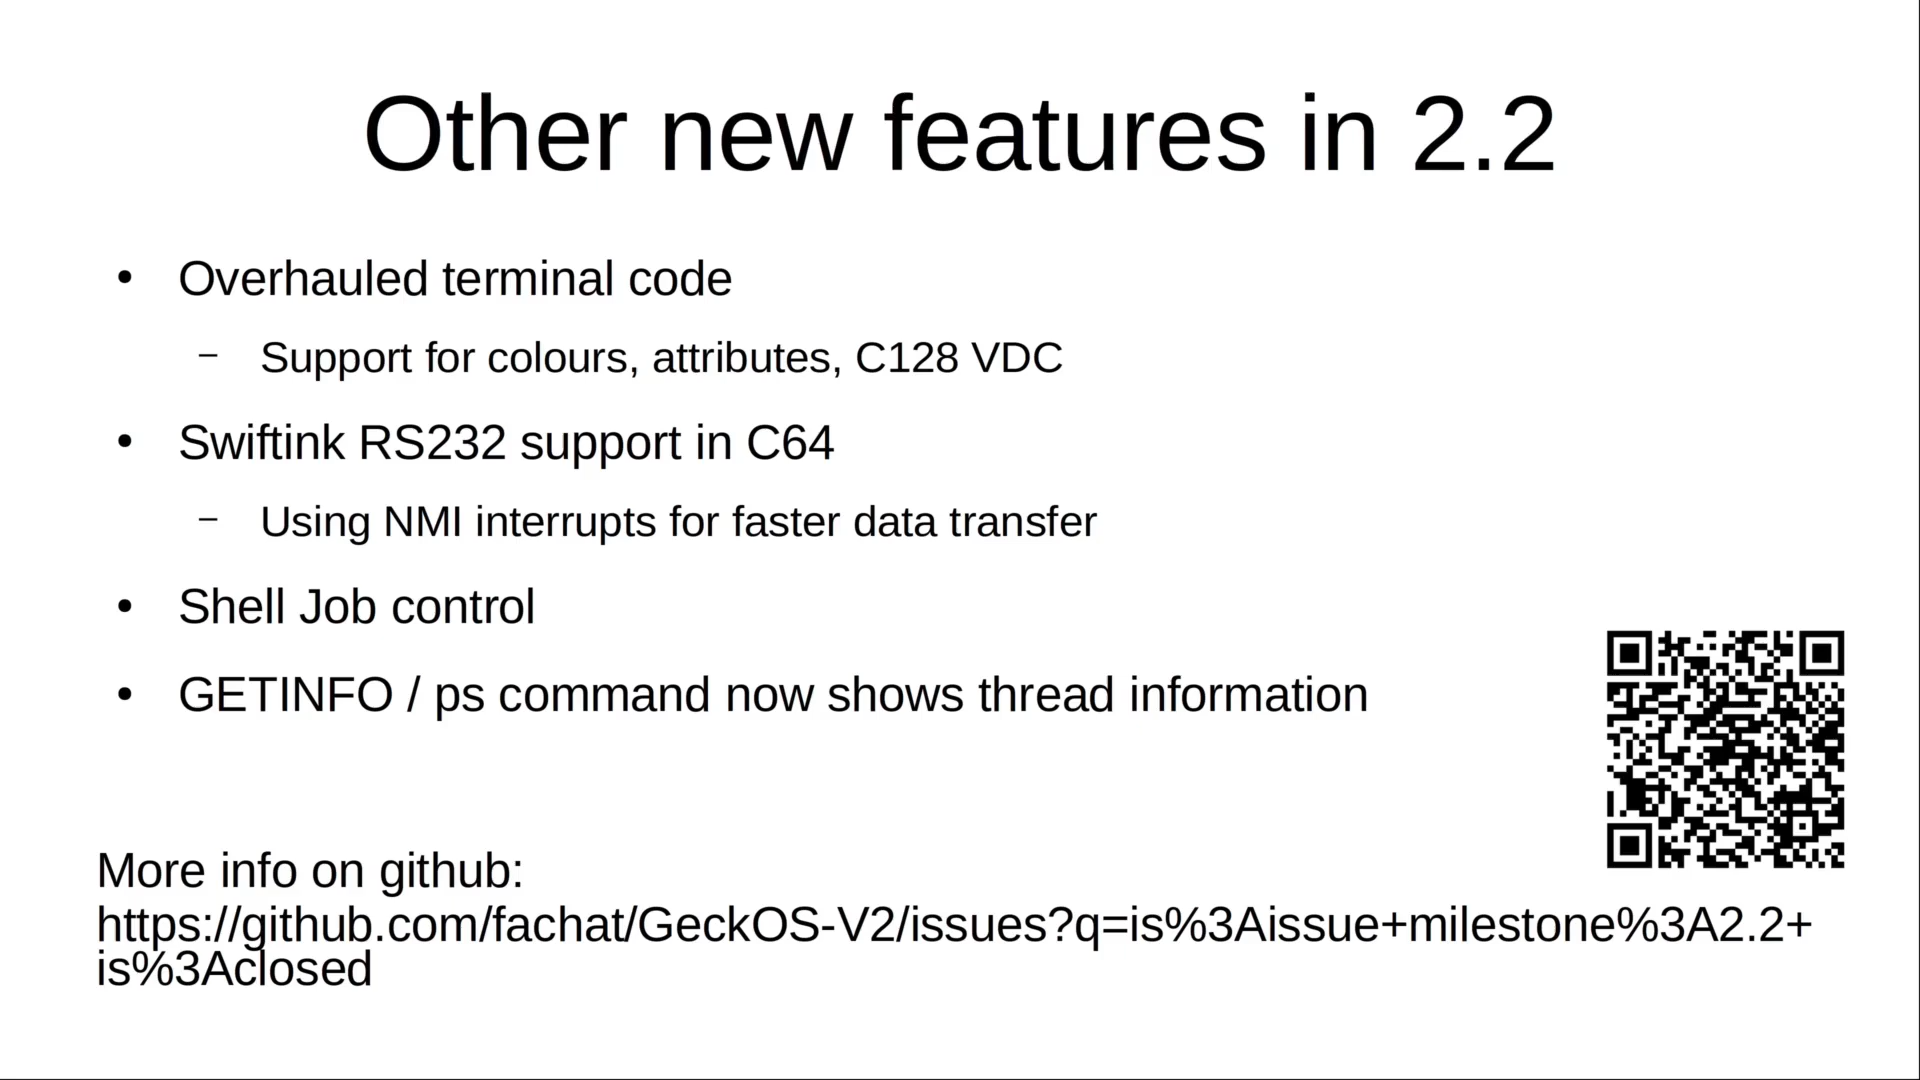 Other new features in 2.2
• Overhauled terminal code
– Support for colours, attributes, C128 VDC
• Swiftink RS232 support in C64
– Using NMI interrupts for faster data transfer
• Shell Job control
• GETINFO / ps command now shows thread information
More info on github:
https://github.com/fachat/GeckOS-V2/issues?q=is%3Aissue+milestone%3A2.2+
is%3Aclosed